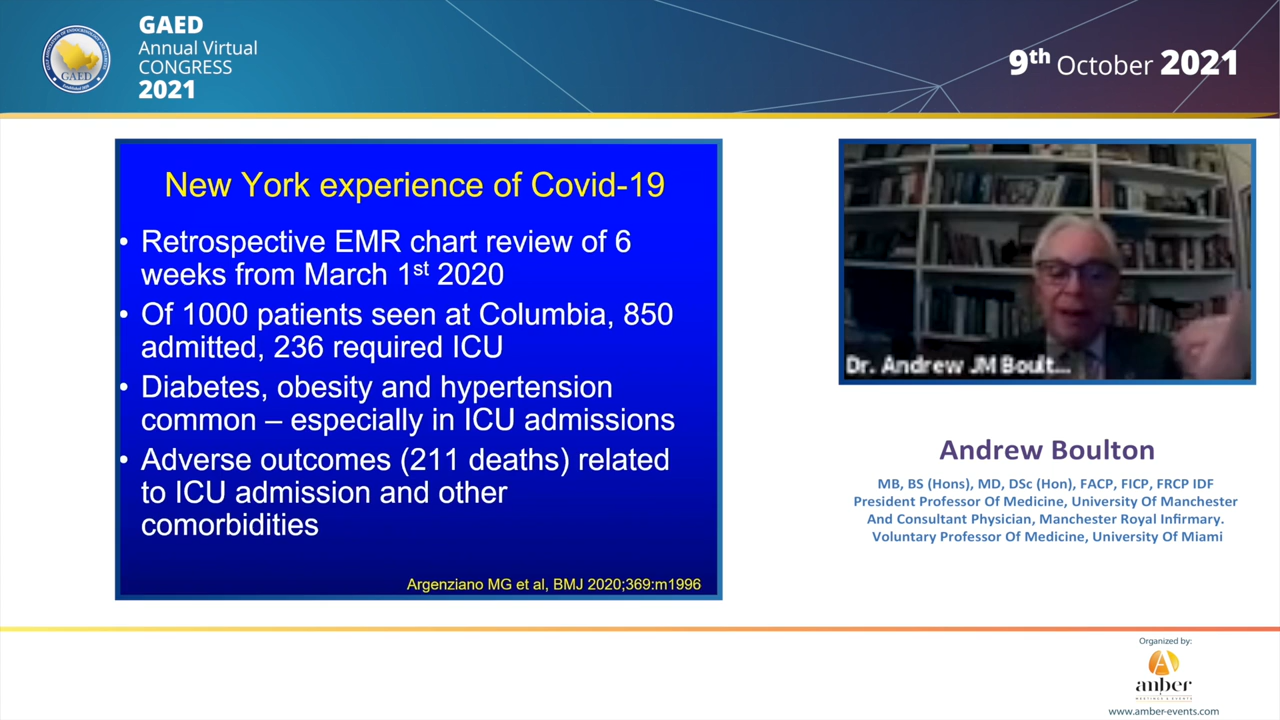 GAED
Annual Virtual
CONGRESS
2021
GAED
9th October 2021
New York experience of Covid-19
• Retrospective EMR chart review of 6
weeks from March 1st 2020
• Of 1000 patients seen at Columbia, 850
admitted, 236 required ICU
• Diabetes, obesity and hypertension
common – especially in ICU admissions
• Adverse outcomes (211 deaths) related
to ICU admission and other
comorbidities
Argenziano MG et al, BMJ 2020;369:m1996
Dr. Andrew JM Boult...
Andrew Boulton
MB, BS (Hons), MD, DSc (Hon), FACP, FICP, FRCP IDF
President Professor Of Medicine, University Of Manchester
And Consultant Physician, Manchester Royal Infirmary.
Voluntary Professor Of Medicine, University Of Miami
Organized by:
anber
www.amber-events.com